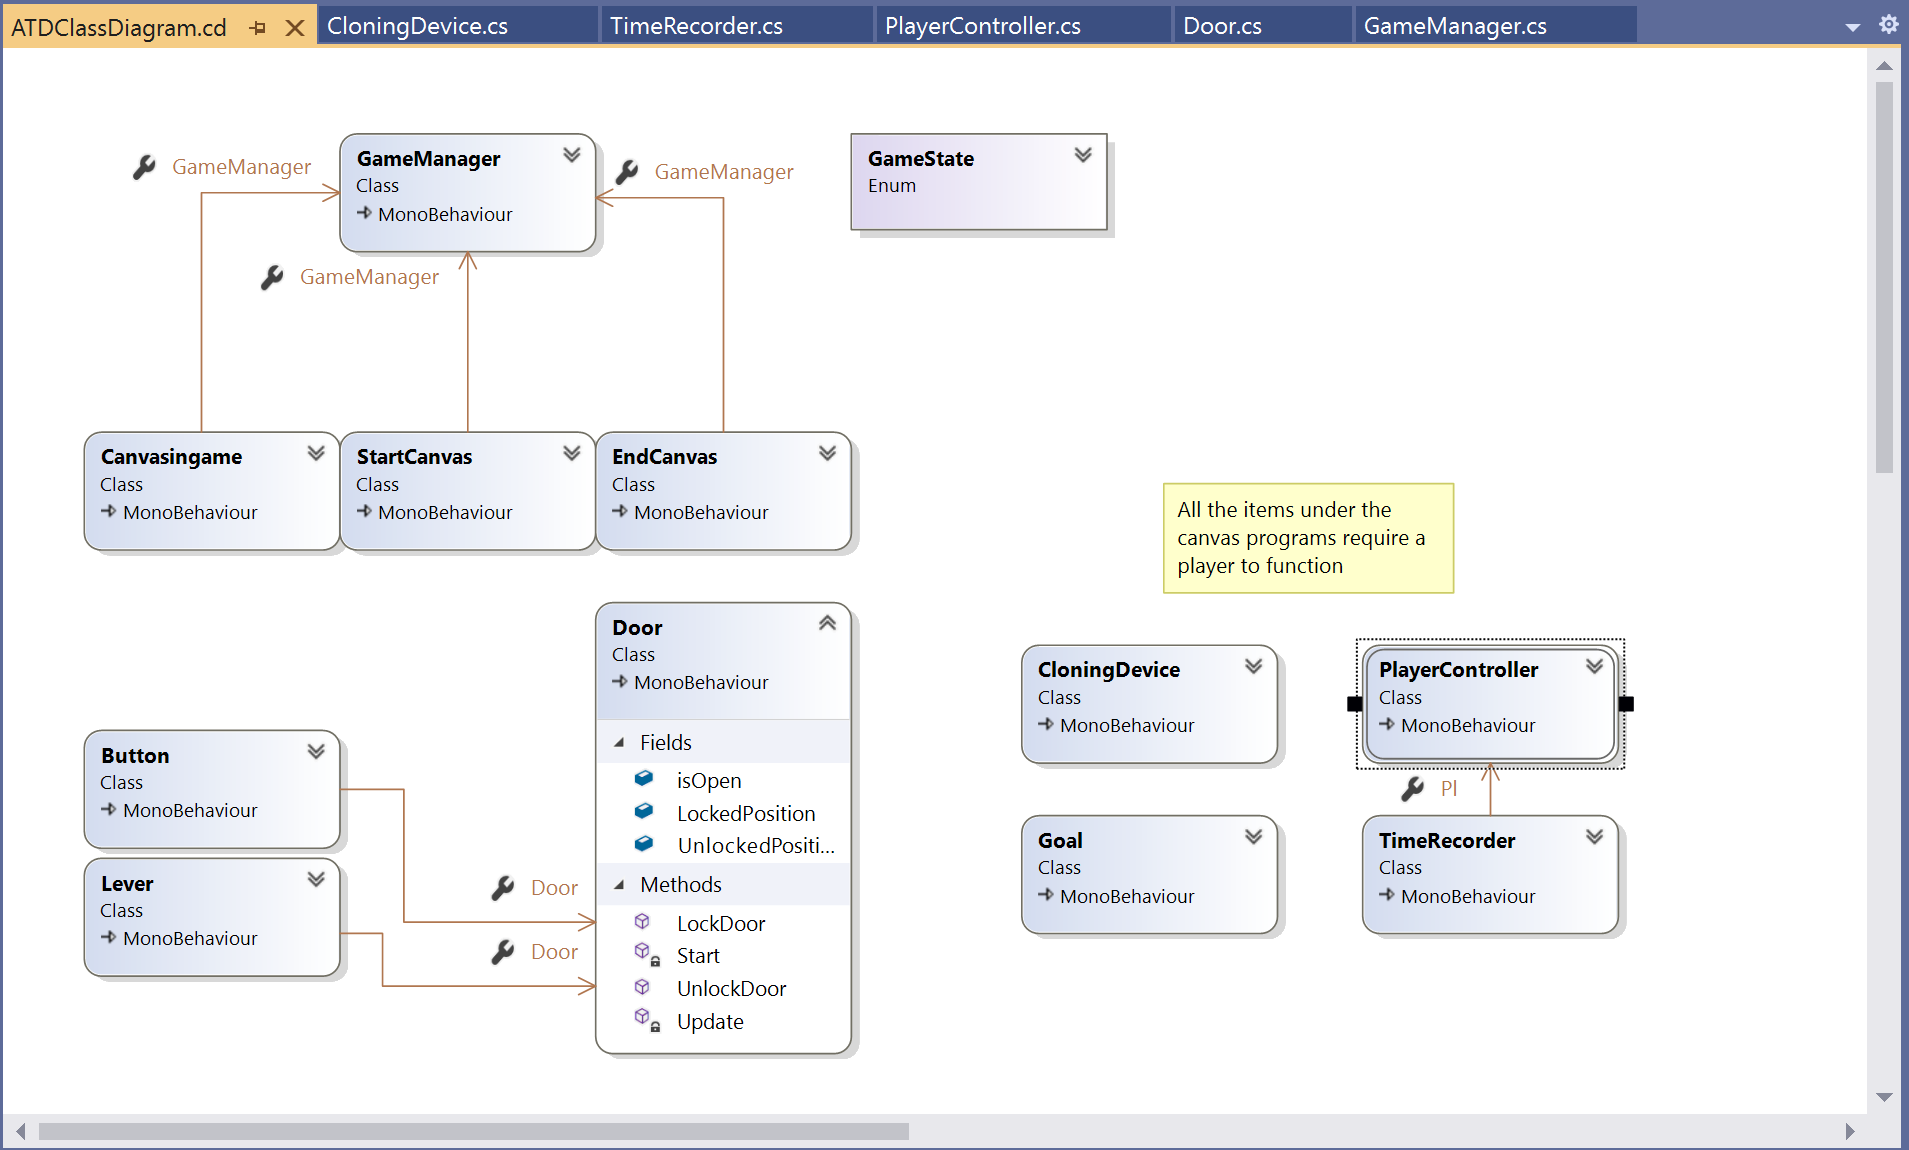 ATDClassDiagram.cd
CloningDevice.cs
TimeRecorder.cs
PlayerController.cs
Door.cs
GameManager.cs
GameManager
GameManager
Class
MonoBehaviour
GameManager
GameState
Enum
GameManager
Canvasingame
Class
MonoBehaviour
StartCanvas
Class
MonoBehaviour
EndCanvas
Class
MonoBehaviour
All the items under the
canvas programs require a
player to function
Door
Class
MonoBehaviour
Fields
isOpen
LockedPosition
UnlockedPositi...
Methods
LockDoor
Start
UnlockDoor
Update
Button
Class
MonoBehaviour
Lever
Class
MonoBehaviour
Door
Door
CloningDevice
Class
MonoBehaviour
PlayerController
Class
MonoBehaviour
Pl
Goal
Class
MonoBehaviour
TimeRecorder
Class
MonoBehaviour